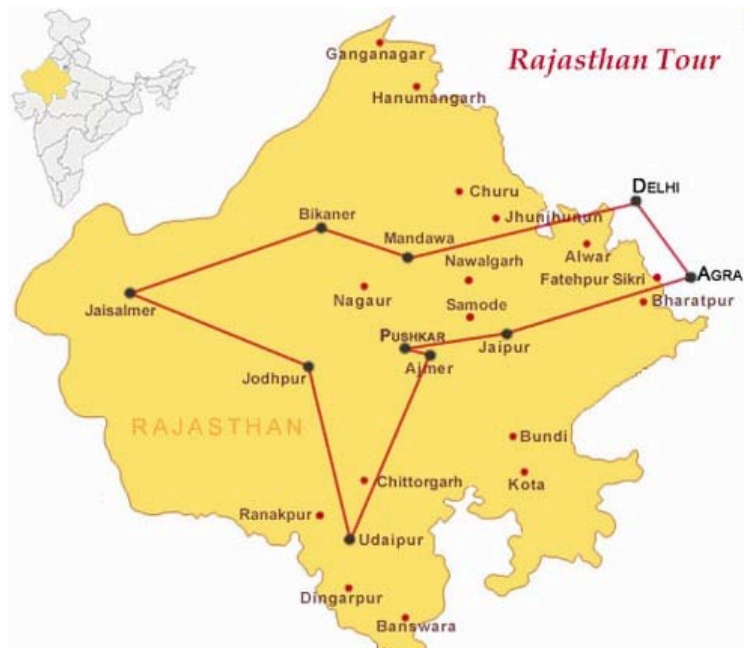 Ganganagar
Rajasthan Tour
Hanumangarh
DELHI
Churu
Bikaner
Jhunjhunun
Mandawa
Alwar
Nawalgarh
Fatehpur Sikri
AGRA
Jaisalmer
Nagaur
Samode
Bharatpur
PUSHKAR
Jaipur
Ajmer
Jodhpur
RAJASTHAN
Bundi
Chittorgarh
Kota
Ranakpur
Udaipur
Dingarpur
Banswara